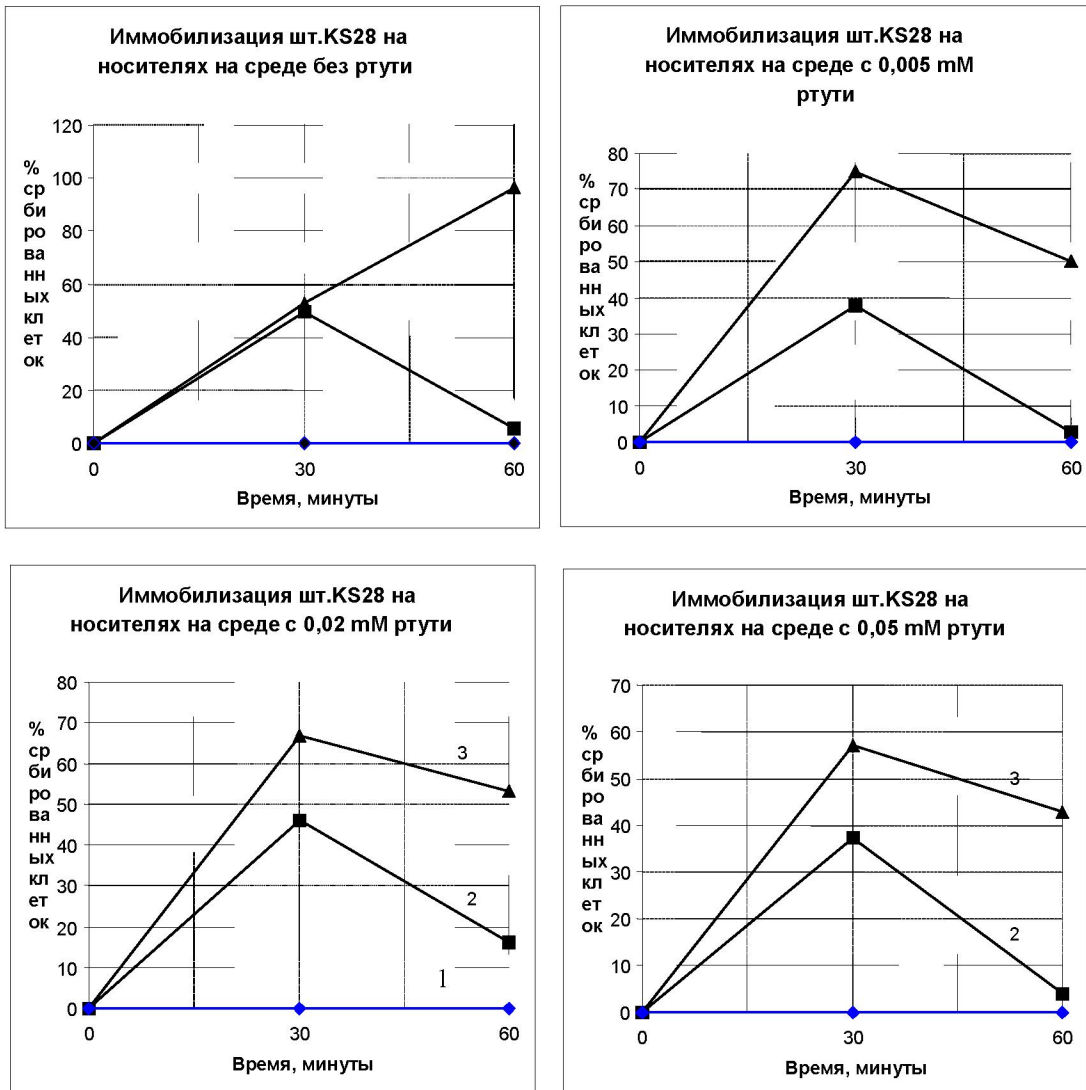 Иммобилизация шт.KS28 на
носителях на среде без ртути
%
ср
би
ро
ва
нн
ых
кл
ет
ок
120
100
80
60
40
20
0
0 30 60
Время, минуты
Иммобилизация шт.KS28 на
носителях на среде с 0,005 mM
ртути
%
ср
би
ро
ва
нн
ых
кл
ет
ок
80
70
60
50
40
30
20
10
0
0 30 60
Время, минуты
Иммобилизация шт.KS28 на
носителях на среде с 0,02 mM ртути
%
ср
би
ро
ва
нн
ых
кл
ет
ок
80
70
60
50
40
30
20
10
0
3
2
1
0 30 60
Время, минуты
Иммобилизация шт.KS28 на
носителях на среде с 0,05 mM ртути
%
ср
би
ро
ва
нн
ых
кл
ет
ок
70
60
50
40
30
20
10
0
3
2
0 30 60
Время, минуты